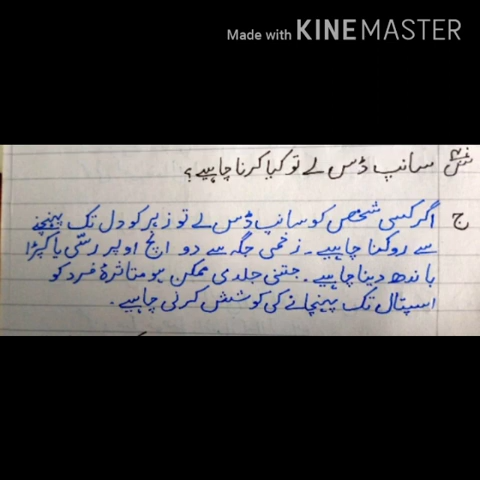 Made with KINEMASTER
س سانپ ڈس لے تو کیا کرنا چاہیے؟
ج اگر کسی شخص کو سانپ ڈس لے تو زہر کو دل تک پہنچنے
سے روکنا چاہیے۔ زخمی جگہ سے دو انچ اوپر رسّی یا کپڑا
باندھ دینا چاہیے۔ جتنی جلدی ممکن ہو متاثرہ فرد کو
اسپتال تک پہنچانے کی کوشش کرنی چاہیے۔